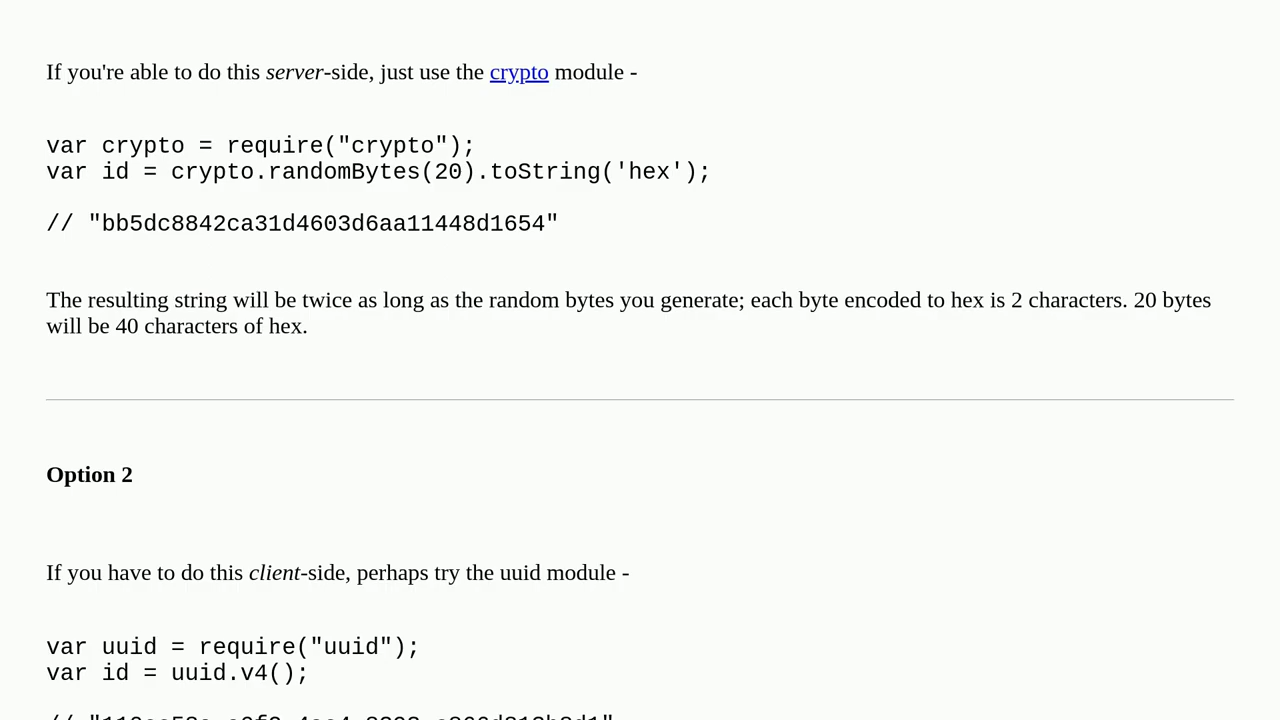 If you're able to do this server-side, just use the crypto module -
var crypto = require("crypto");
var id = crypto.randomBytes(20).toString('hex');
// "bb5dc8842ca31d4603d6aa11448d1654"
The resulting string will be twice as long as the random bytes you generate; each byte encoded to hex is 2 characters. 20 bytes
will be 40 characters of hex.
Option 2
If you have to do this client-side, perhaps try the uuid module -
var uuid = require("uuid");
var id = uuid.v4();